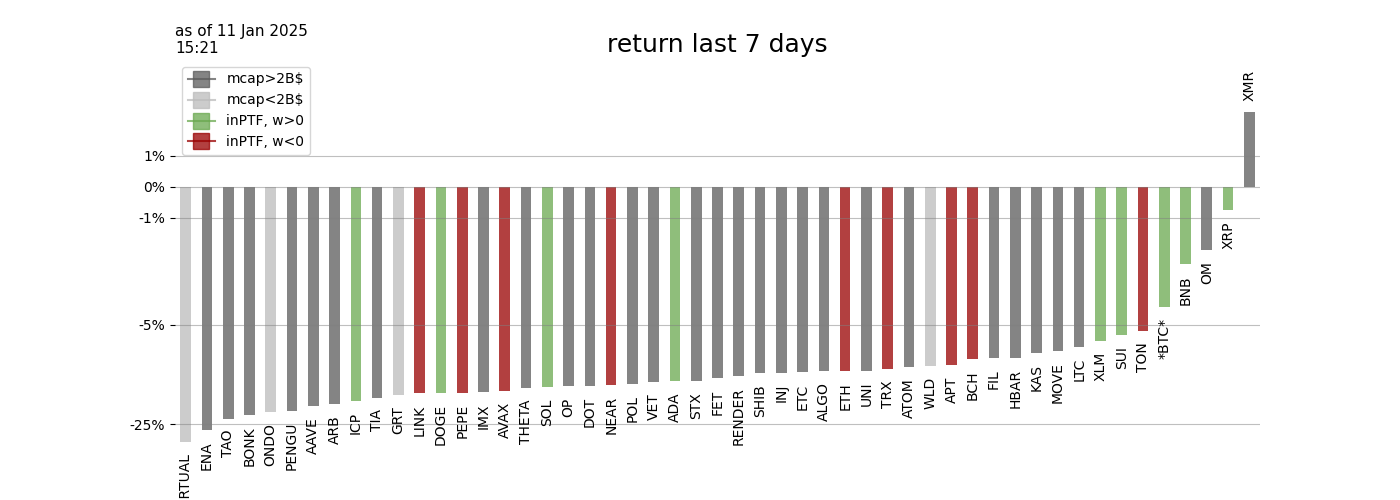 as of 11 Jan 2025
15:21
return last 7 days
mcap>2B$
mcap<2B$
inPTF, w>0
inPTF, w<0
1%
0%
-1%
-5%
-25%
RTUAL
ENA
TAO
BONK
ONDO
PENGU
AAVE
ARB
ICP
TIA
GRT
LINK
DOGE
PEPE
IMX
AVAX
THETA
SOL
OP
DOT
NEAR
POL
VET
ADA
STX
FET
RENDER
SHIB
INJ
ETC
ALGO
ETH
UNI
TRX
ATOM
WLD
APT
BCH
FIL
HBAR
KAS
MOVE
LTC
XLM
SUI
TON
*BTC*
BNB
OM
XRP
XMR